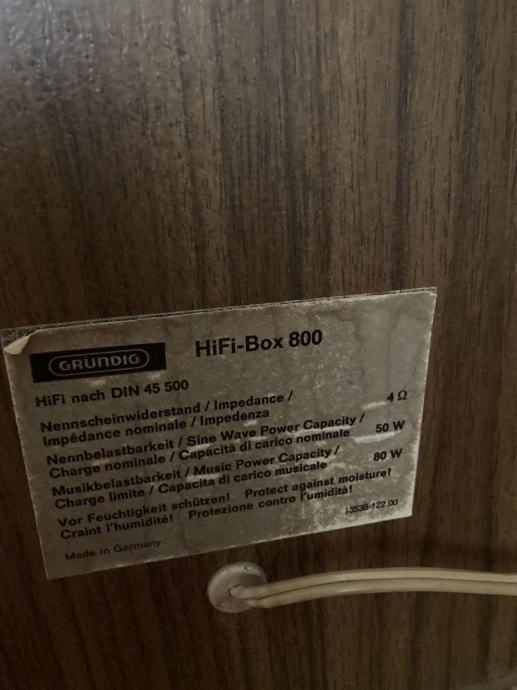 GRUNDIG
HiFi-Box 800
HiFi nach DIN 45 500
Nennscheinwiderstand / Impedance /
Impédance nominale / Impedenza 4 Ω
Nennbelastbarkeit / Sine Wave Power Capacity /
Charge nominale / Capacità di carico nominale 50 W
Musikbelastbarkeit / Music Power Capacity /
Charge limite / Capacita di carico musicale 80 W
Vor Feuchtigkeit schützen! Protect against moisture!
Craint l'humidité! Protezione contro l'umidità!
Made in Germany
13538-122.00